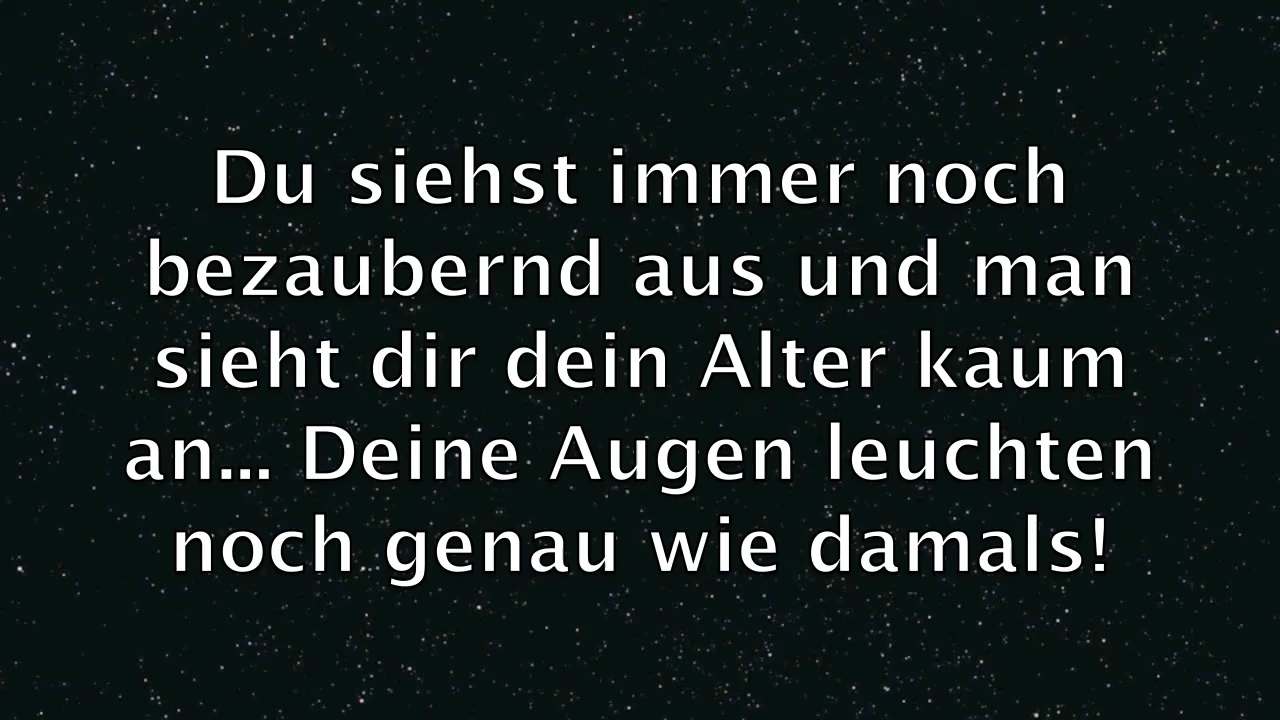 Du siehst immer noch
bezaubernd aus und man
sieht dir dein Alter kaum
an... Deine Augen leuchten
noch genau wie damals!